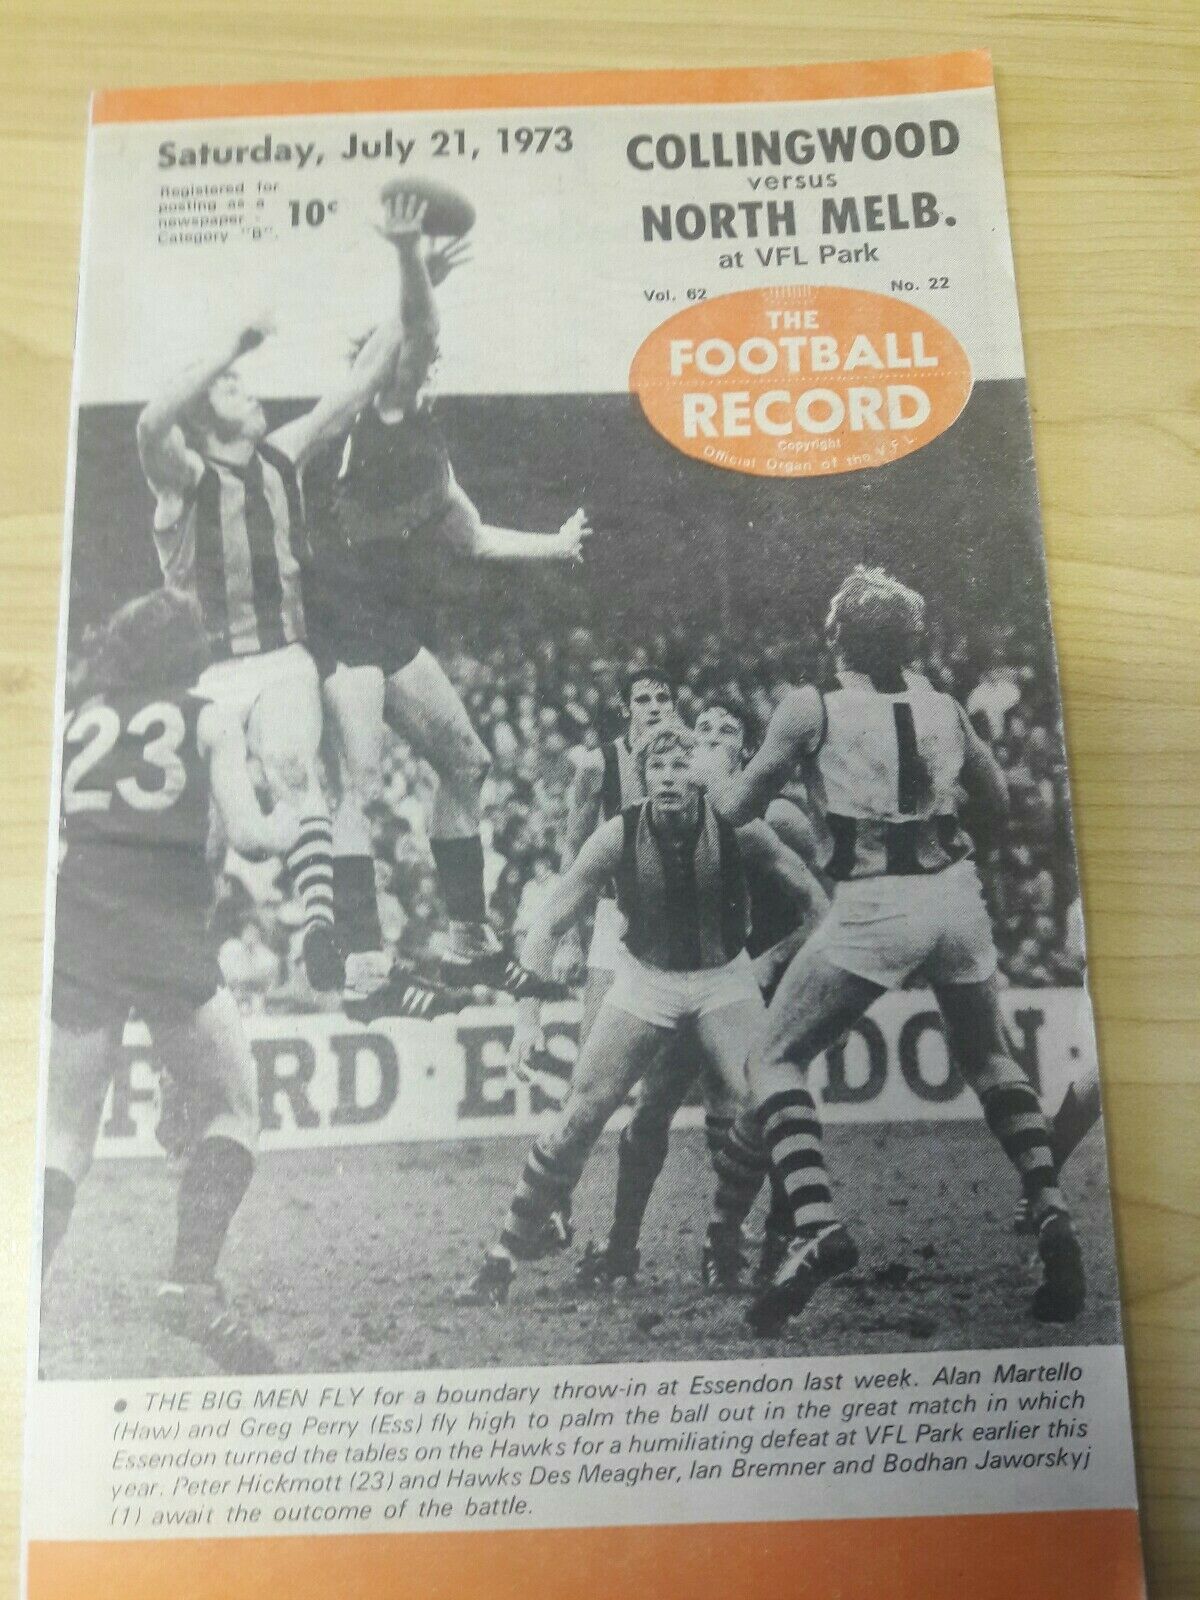 Saturday, July 21, 1973
Registered for
posting as a
newspaper -
Category "B".
10c
COLLINGWOOD
versus
NORTH MELB.
at VFL Park
Vol. 62
No. 22
THE
FOOTBALL
RECORD
Copyright
Official Organ of the V.F.L
23
1
FORD · ESSENDON ·
• THE BIG MEN FLY for a boundary throw-in at Essendon last week. Alan Martello
(Haw) and Greg Perry (Ess) fly high to palm the ball out in the great match in which
Essendon turned the tables on the Hawks for a humiliating defeat at VFL Park earlier this
year. Peter Hickmott (23) and Hawks Des Meagher, Ian Bremner and Bodhan Jaworskyj
(1) await the outcome of the battle.